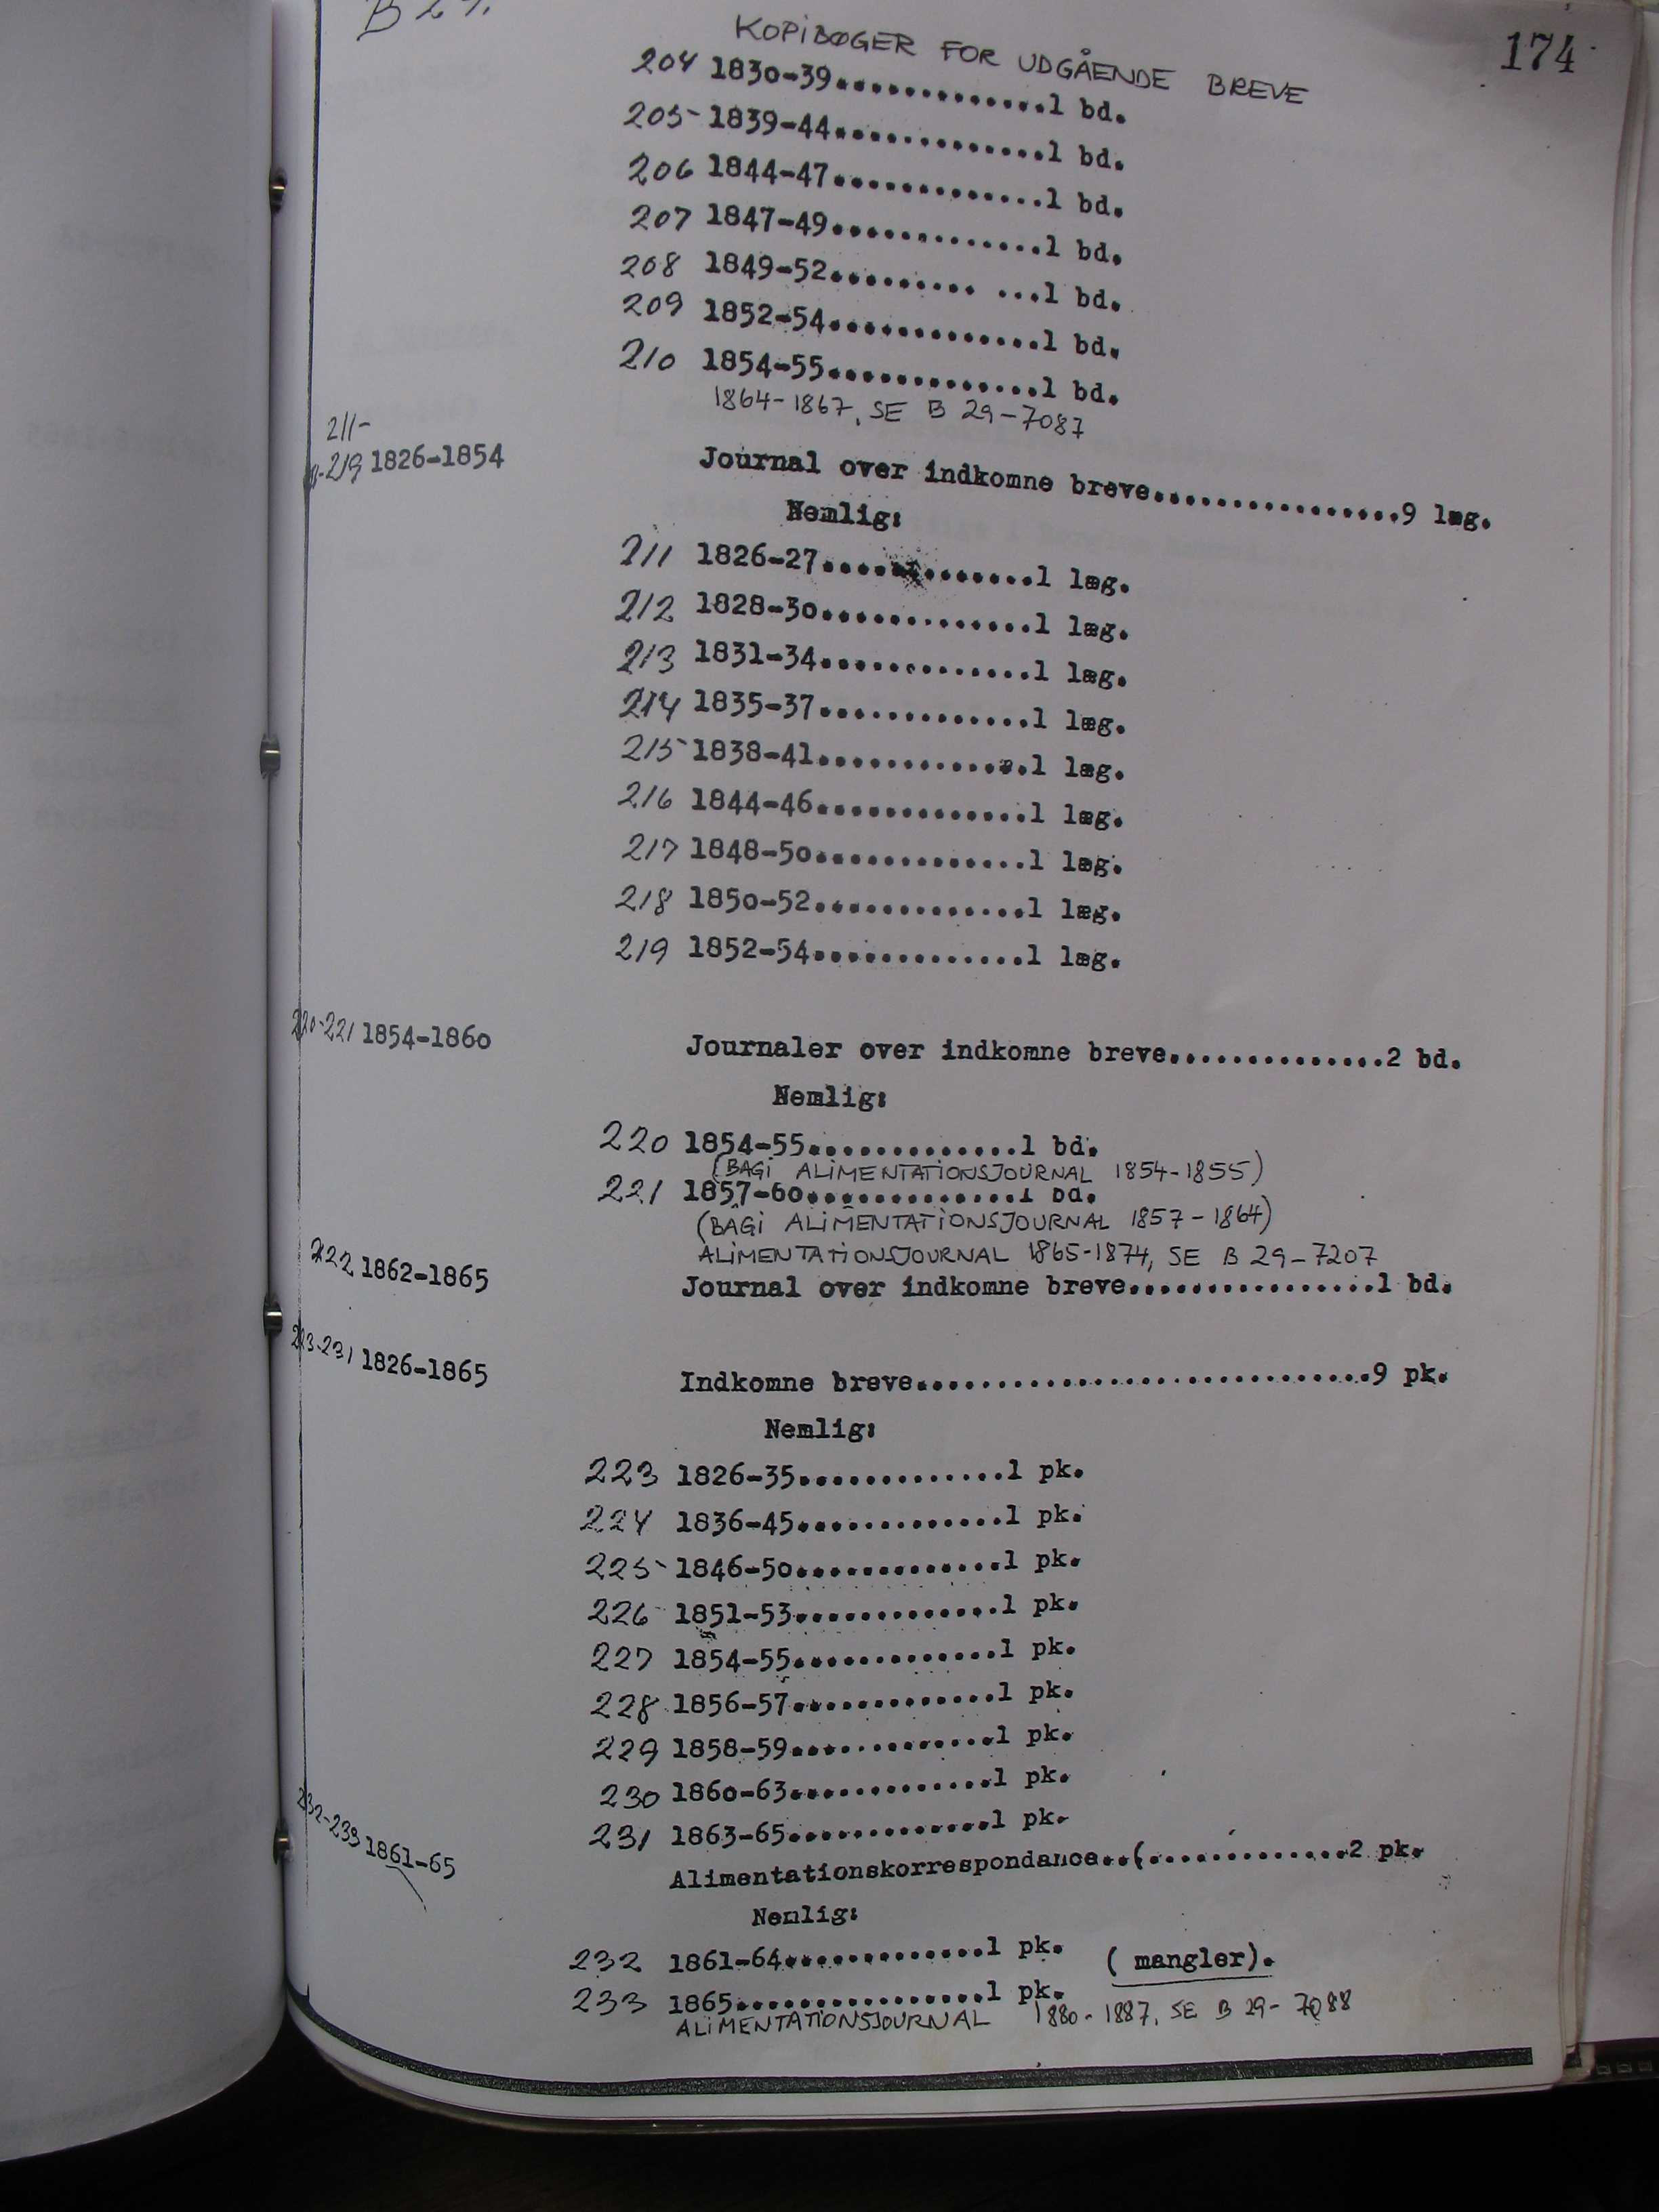 B 29.
174
KOPIBØGER FOR UDGÅENDE BREVE
204 1830-39.............1 bd.
205 1839-44.............1 bd.
206 1844-47.............1 bd.
207 1847-49.............1 bd.
208 1849-52......... ...1 bd.
209 1852-54.............1 bd.
210 1854-55.............1 bd.
1864-1867, SE B 29-7087
211-
219 1826-1854 Journal over indkomne breve................9 læg.
Nemlig:
211 1826-27.............1 læg.
212 1828-30.............1 læg.
213 1831-34.............1 læg.
214 1835-37.............1 læg.
215 1838-41.............1 læg.
216 1844-46.............1 læg.
217 1848-50.............1 læg.
218 1850-52.............1 læg.
219 1852-54.............1 læg.
220-221 1854-1860 Journaler over indkomne breve..............2 bd.
Nemlig:
220 1854-55.............1 bd.
(BAGI ALIMENTATIONSJOURNAL 1854-1855)
221 1857-60.............1 bd.
(BAGI ALIMENTATIONSJOURNAL 1857-1864)
ALIMENTATIONSJOURNAL 1865-1874, SE B 29-7207
222 1862-1865 Journal over indkomne breve................1 bd.
223-231 1826-1865 Indkomne breve.............................9 pk.
Nemlig:
223 1826-35.............1 pk.
224 1836-45.............1 pk.
225 1846-50.............1 pk.
226 1851-53.............1 pk.
227 1854-55.............1 pk.
228 1856-57.............1 pk.
229 1858-59.............1 pk.
230 1860-63.............1 pk.
231 1863-65.............1 pk.
232-233 1861-65 Alimentationskorrespondance..(.............2 pk.
Nemlig:
232 1861-64.............1 pk. ( mangler).
233 1865................1 pk.
ALIMENTATIONSJOURNAL 1880-1887, SE B 29-7088